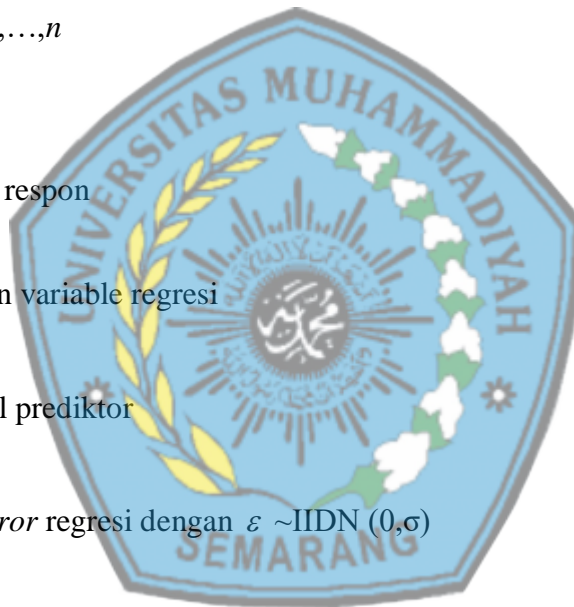 ,…,n
UNIVERSITAS MUHAMMADIYAH
respon
n variable regresi
l prediktor
ror regresi dengan ε ~IIDN (0,σ)
SEMARANG